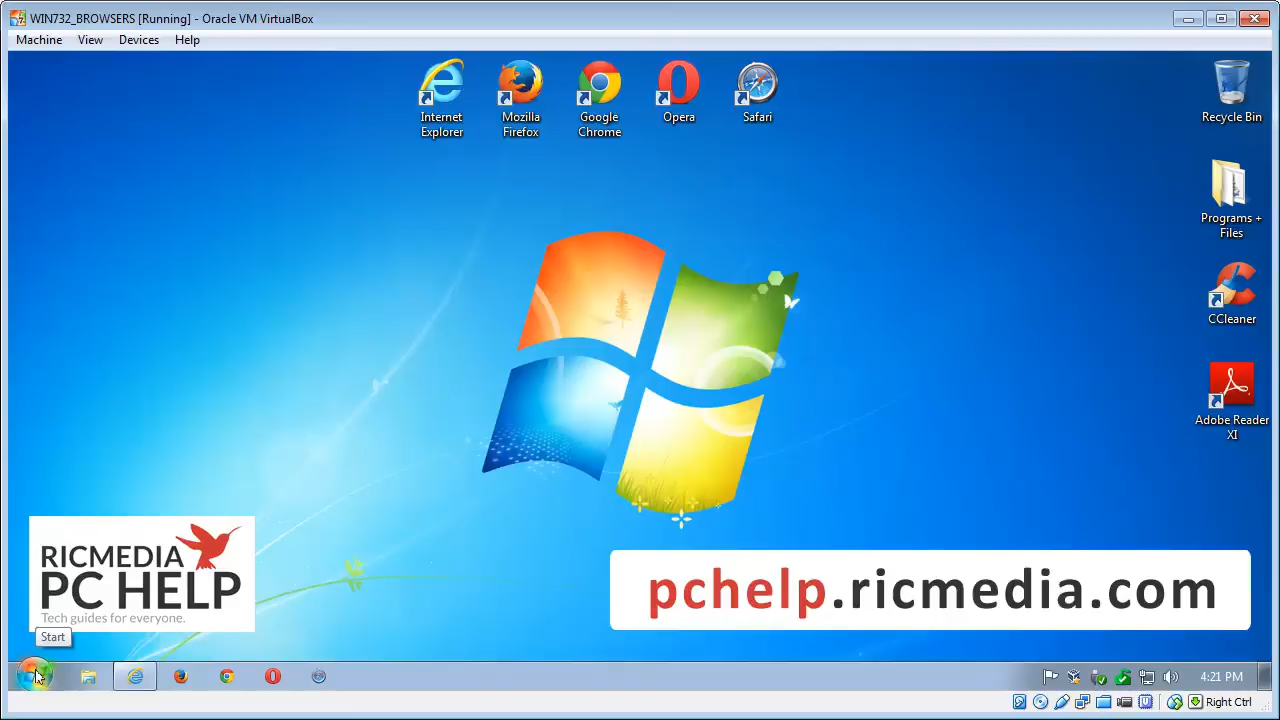 WIN732_BROWSERS [Running] - Oracle VM VirtualBox
Machine View Devices Help
Internet
Explorer
Mozilla
Firefox
Google
Chrome
Opera
Safari
Recycle Bin
Programs +
Files
CCleaner
Adobe Reader
XI
RICMEDIA
PC HELP
Tech guides for everyone.
pchelp.ricmedia.com
Start
4:21 PM
Right Ctrl